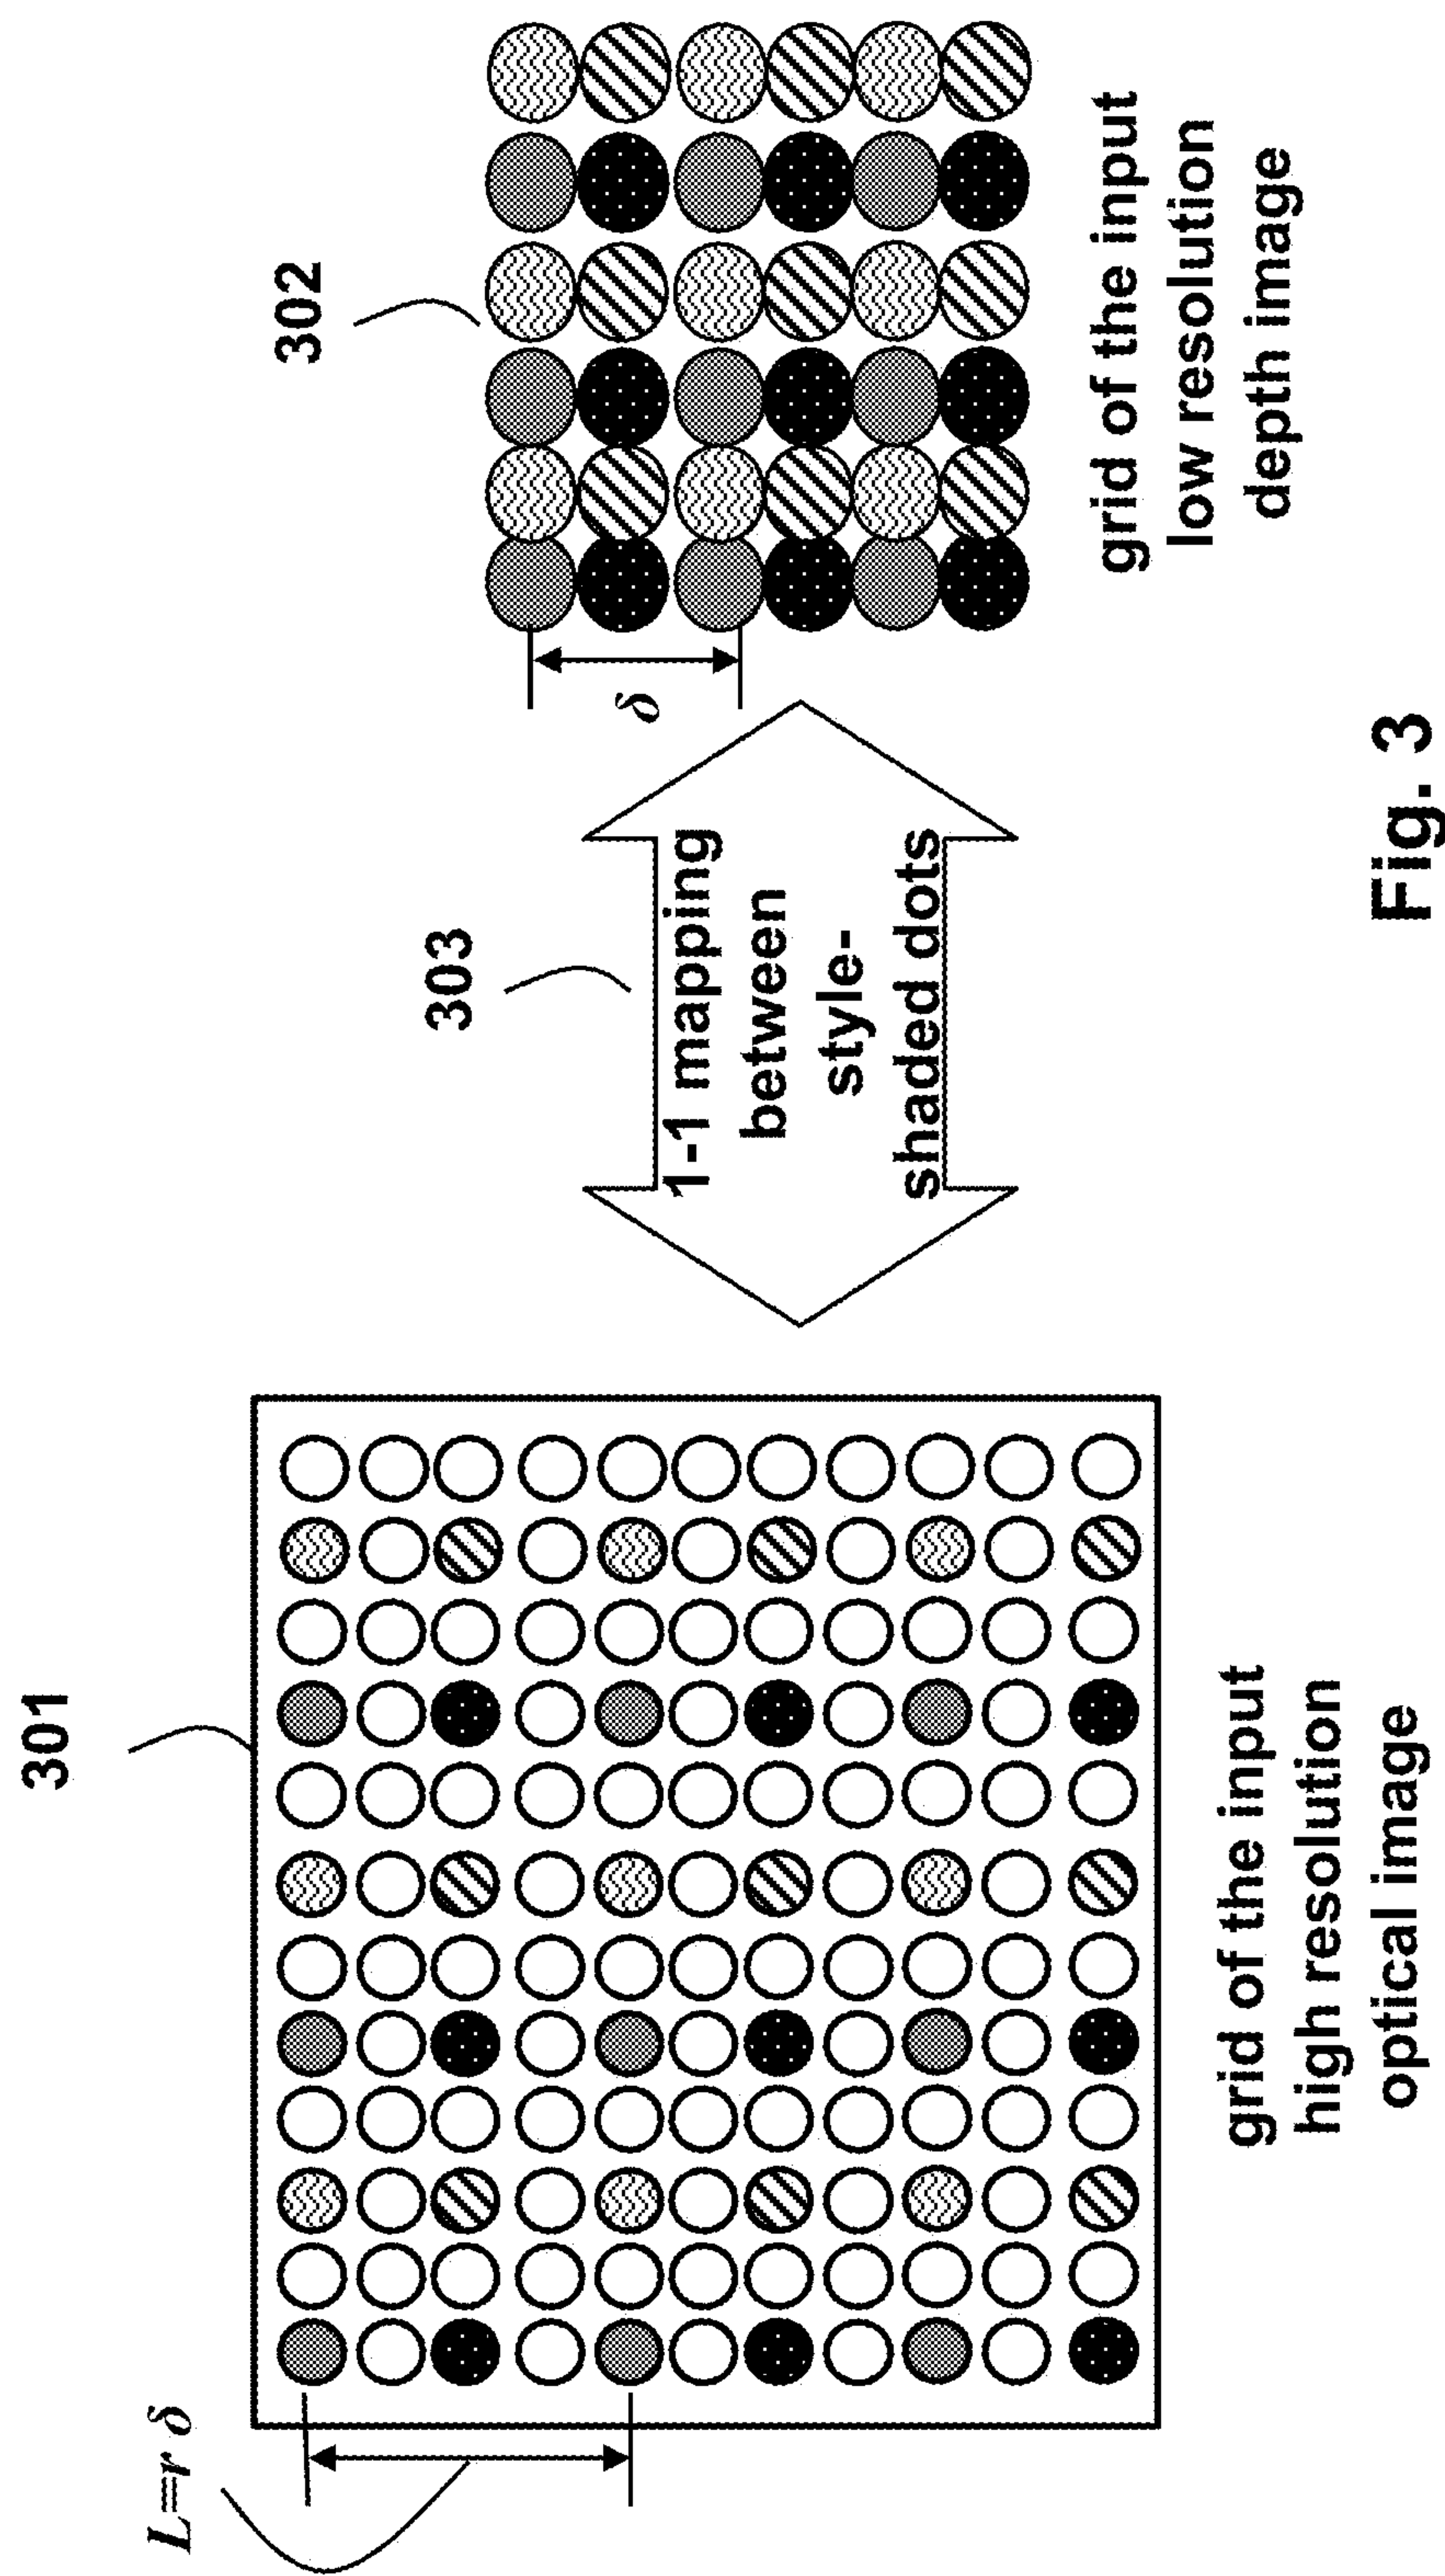 301
L=r δ
grid of the input
high resolution
optical image
303
1-1 mapping
between
style-
shaded dots
302
δ
grid of the input
low resolution
depth image
Fig. 3